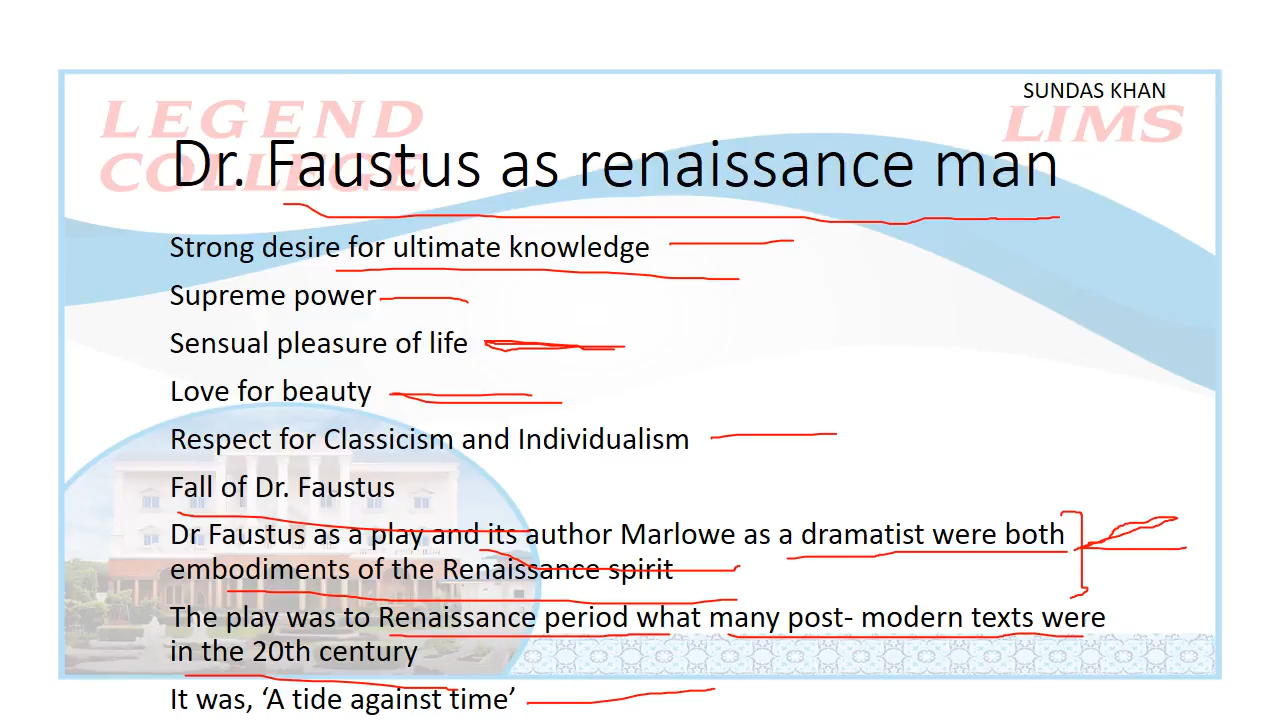 SUNDAS KHAN
LEGEND
COLLEGE
LIMS
Dr. Faustus as renaissance man
Strong desire for ultimate knowledge
Supreme power
Sensual pleasure of life
Love for beauty
Respect for Classicism and Individualism
Fall of Dr. Faustus
Dr Faustus as a play and its author Marlowe as a dramatist were both
embodiments of the Renaissance spirit
The play was to Renaissance period what many post- modern texts were
in the 20th century
It was, ‘A tide against time’